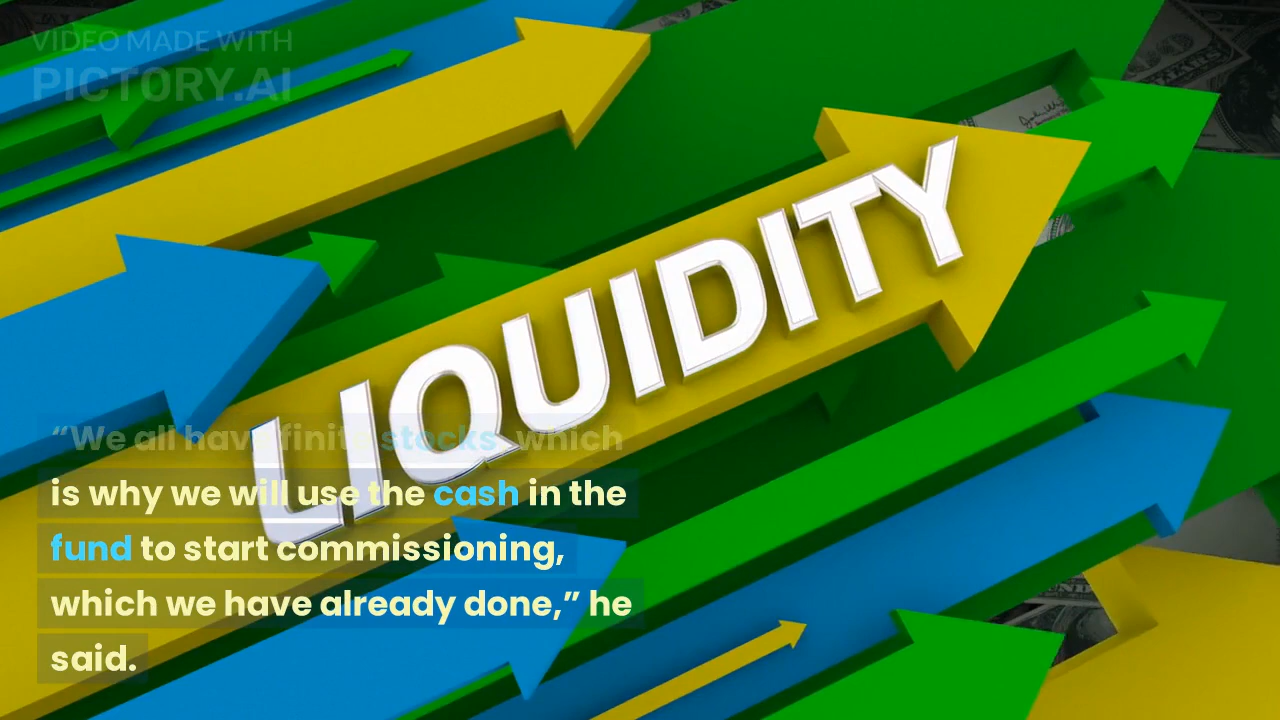 VIDEO MADE WITH
PICTORY.AI
LIQUIDITY
“We all have finite stocks, which
is why we will use the cash in the
fund to start commissioning,
which we have already done,” he
said.